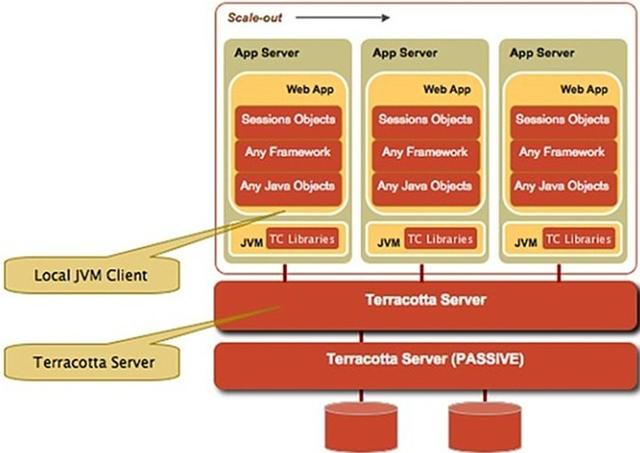 Scale-out
App Server App Server App Server
Web App Web App Web App
Sessions Objects Sessions Objects Sessions Objects
Any Framework Any Framework Any Framework
Any Java Objects Any Java Objects Any Java Objects
JVM TC Libraries JVM TC Libraries JVM TC Libraries
Local JVM Client
Terracotta Server
Terracotta Server
Terracotta Server (PASSIVE)